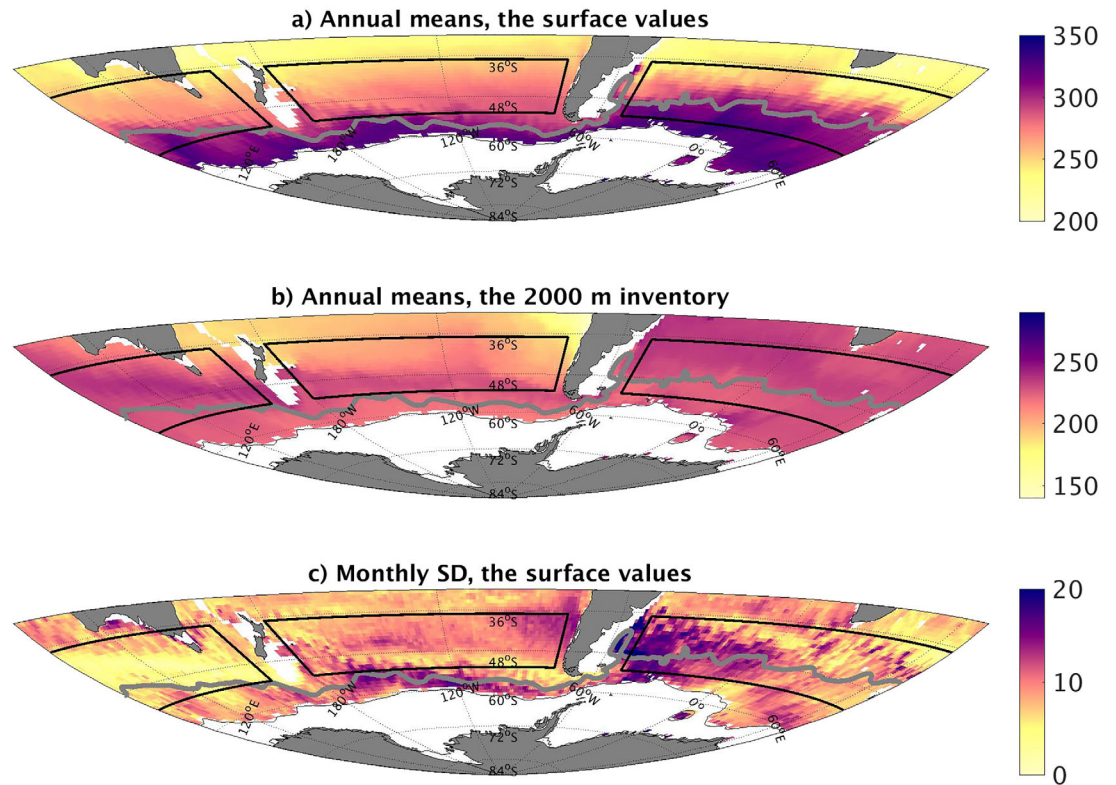 a) Annual means, the surface values
36°S
48°S
60°S
72°S
84°S
120°E
180°W
120°W
60°W
0°
60°E
350
300
250
200
b) Annual means, the 2000 m inventory
36°S
48°S
60°S
72°S
84°S
120°E
180°W
120°W
60°W
0°
60°E
250
200
150
c) Monthly SD, the surface values
36°S
48°S
60°S
72°S
84°S
120°E
180°W
120°W
60°W
0°
60°E
20
10
0